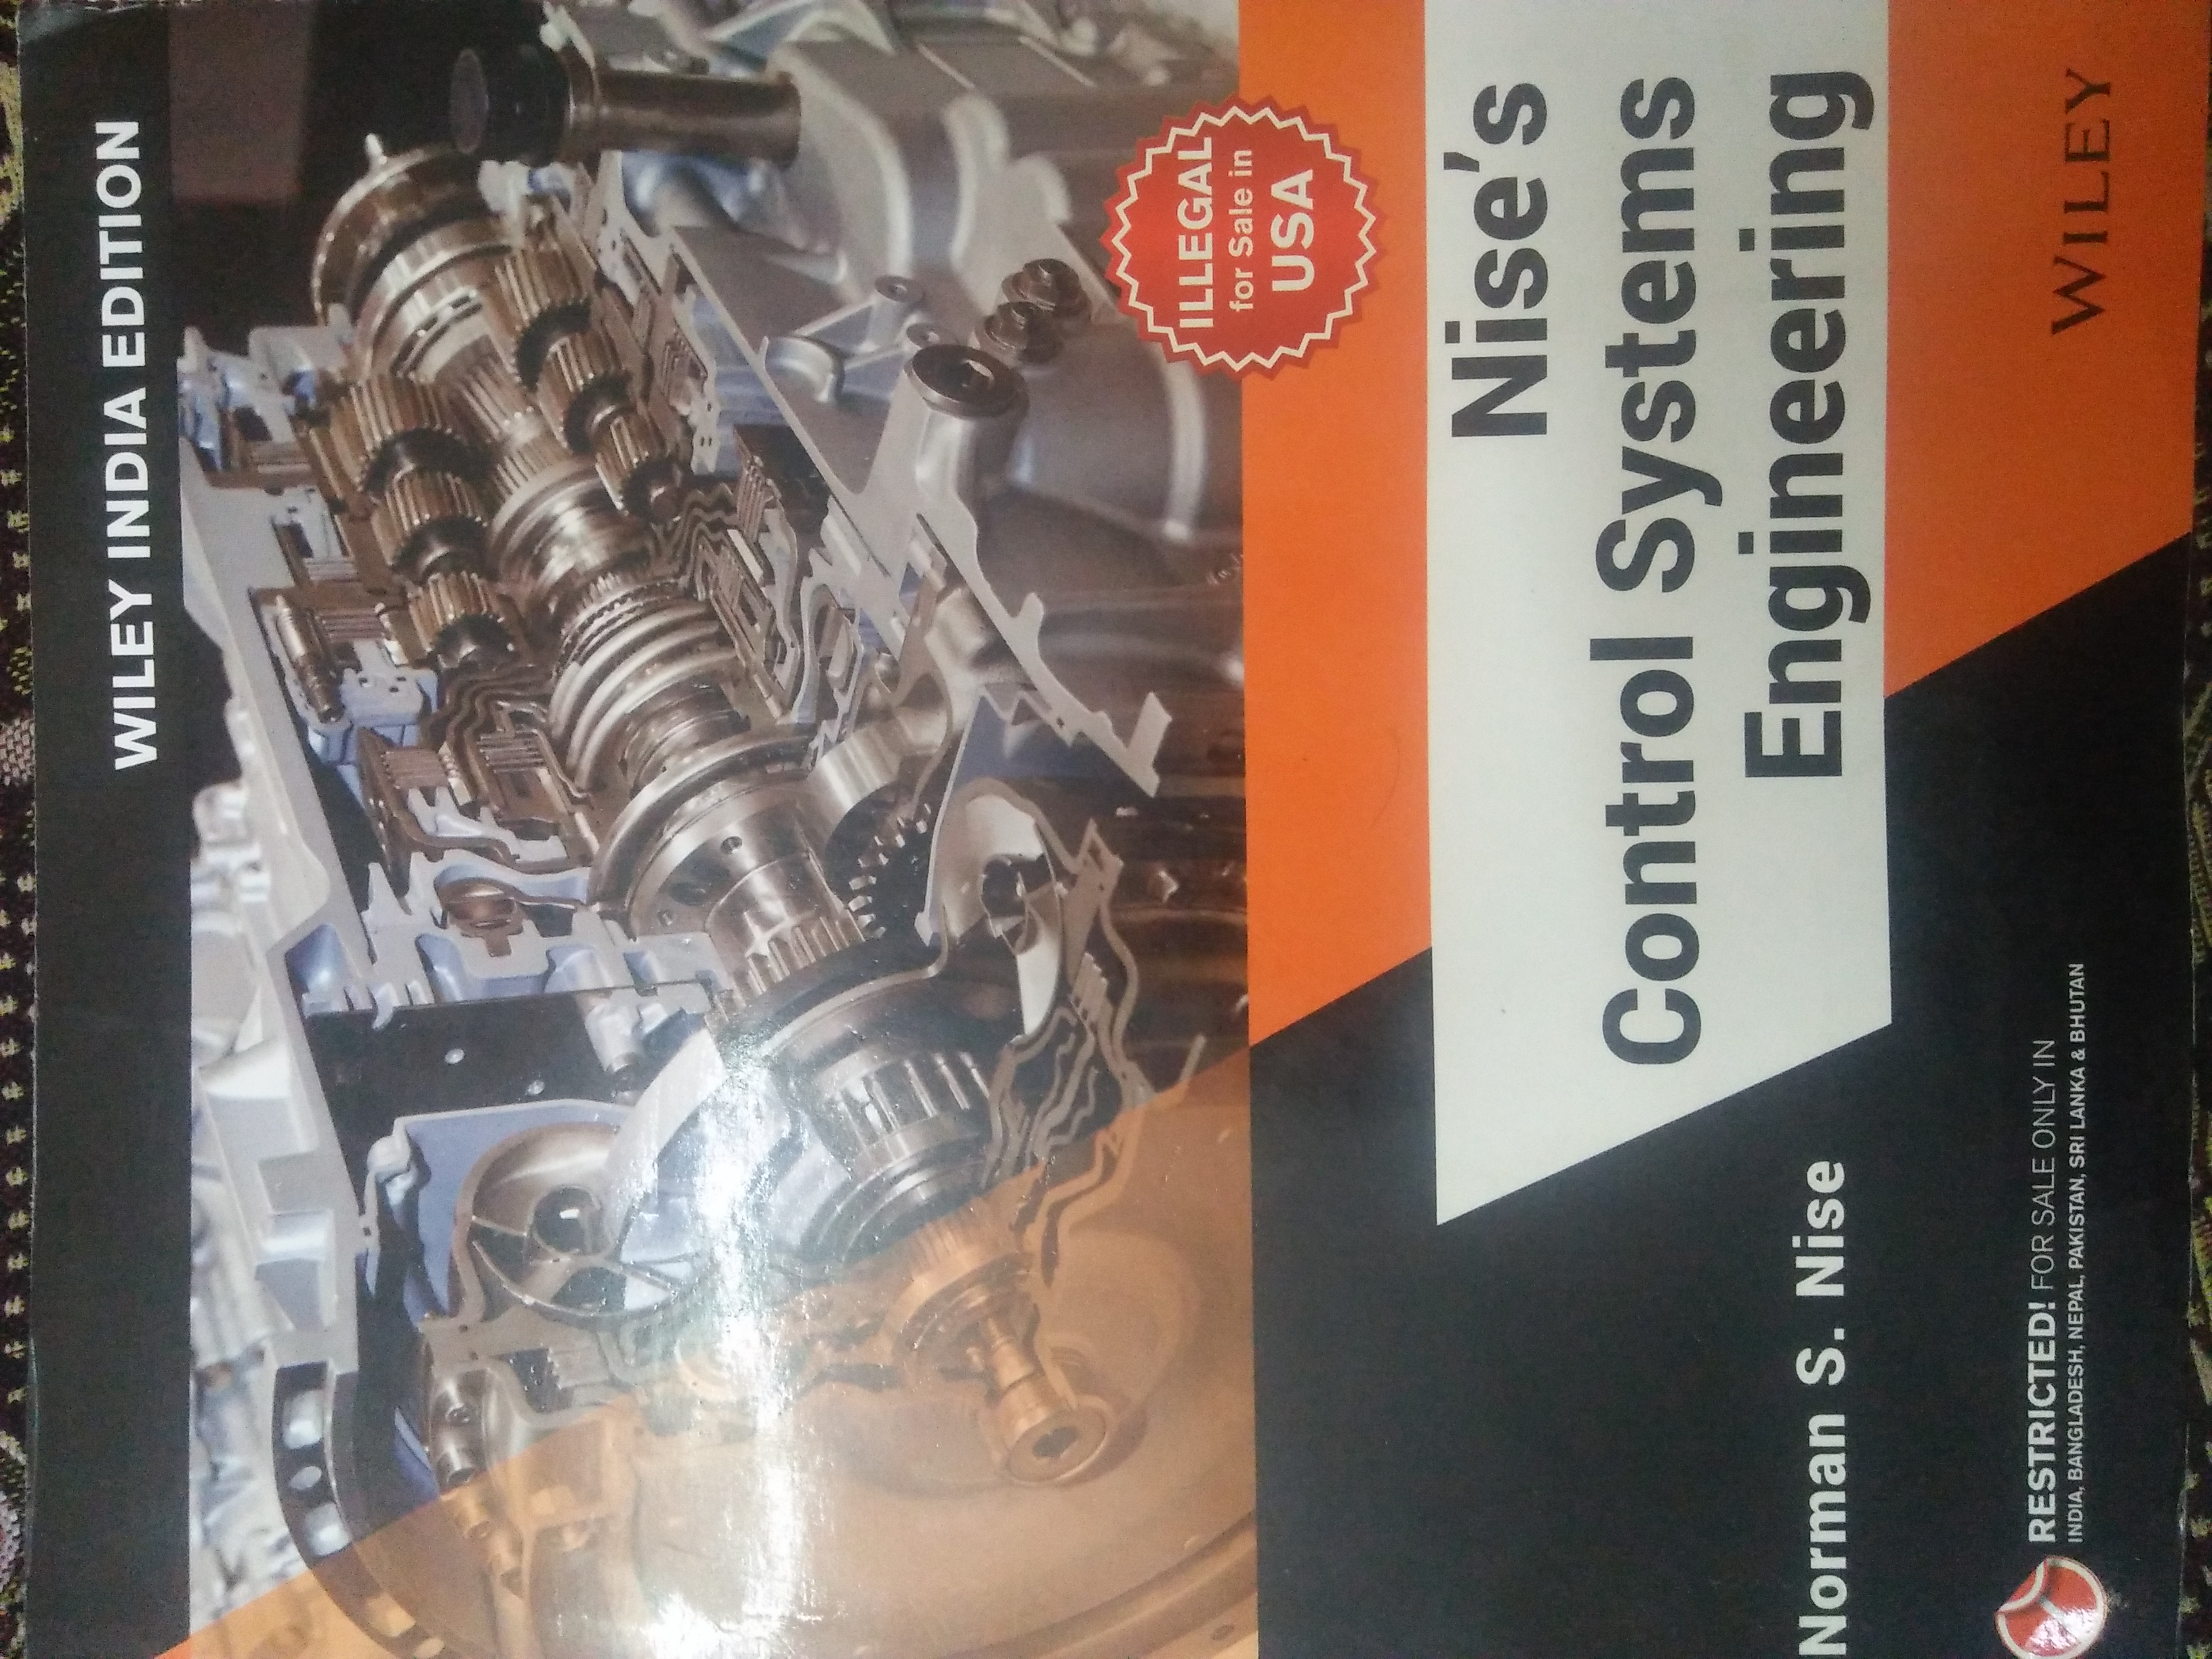 WILEY INDIA EDITION
ILLEGAL
for Sale in
USA
Nise's
Control Systems
Engineering
Norman S. Nise
RESTRICTED! FOR SALE ONLY IN
INDIA, BANGLADESH, NEPAL, PAKISTAN, SRI LANKA & BHUTAN
WILEY